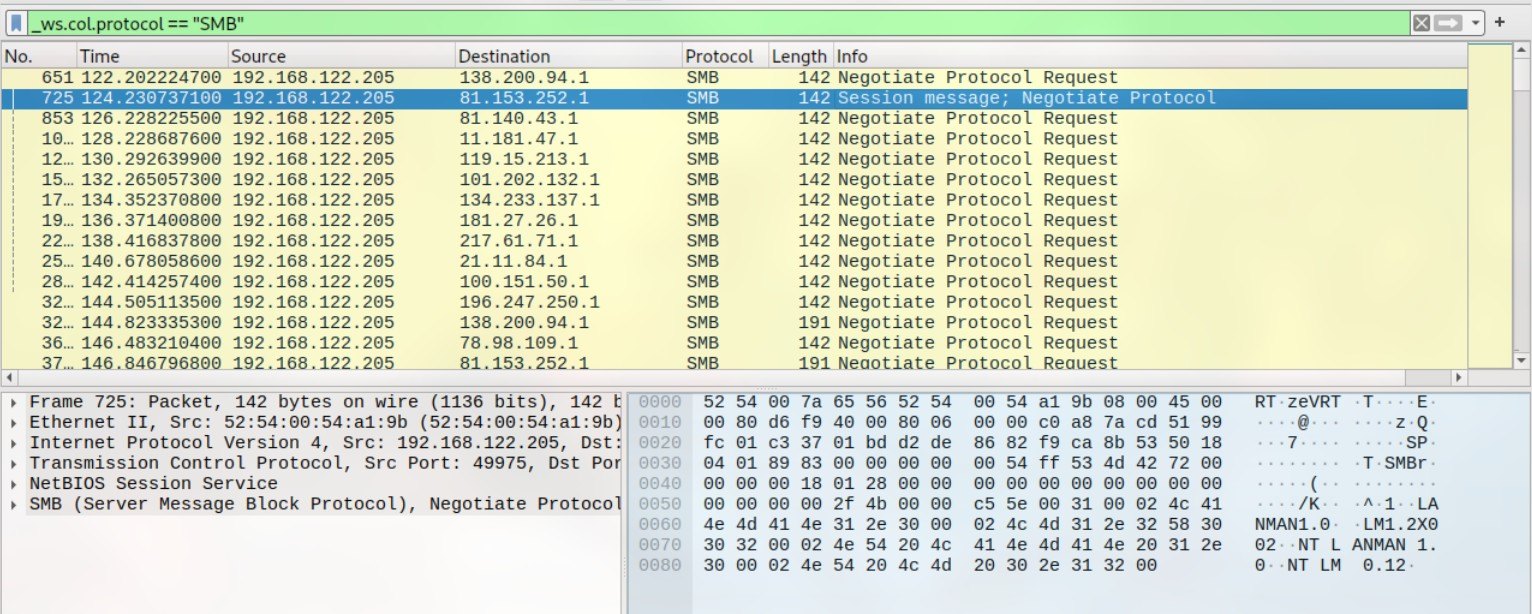 _ws.col.protocol == "SMB"
No. Time Source Destination Protocol Length Info
651 122.202224700 192.168.122.205 138.200.94.1 SMB 142 Negotiate Protocol Request
725 124.230737100 192.168.122.205 81.153.252.1 SMB 142 Session message; Negotiate Protocol
853 126.228225500 192.168.122.205 81.140.43.1 SMB 142 Negotiate Protocol Request
10… 128.228687600 192.168.122.205 11.181.47.1 SMB 142 Negotiate Protocol Request
12… 130.292639900 192.168.122.205 119.15.213.1 SMB 142 Negotiate Protocol Request
15… 132.265057300 192.168.122.205 101.202.132.1 SMB 142 Negotiate Protocol Request
17… 134.352370800 192.168.122.205 134.233.137.1 SMB 142 Negotiate Protocol Request
19… 136.371400800 192.168.122.205 181.27.26.1 SMB 142 Negotiate Protocol Request
22… 138.416837800 192.168.122.205 217.61.71.1 SMB 142 Negotiate Protocol Request
25… 140.678058600 192.168.122.205 21.11.84.1 SMB 142 Negotiate Protocol Request
28… 142.414257400 192.168.122.205 100.151.50.1 SMB 142 Negotiate Protocol Request
32… 144.505113500 192.168.122.205 196.247.250.1 SMB 142 Negotiate Protocol Request
32… 144.823335300 192.168.122.205 138.200.94.1 SMB 191 Negotiate Protocol Request
36… 146.483210400 192.168.122.205 78.98.109.1 SMB 142 Negotiate Protocol Request
37… 146.846796800 192.168.122.205 81.153.252.1 SMB 191 Negotiate Protocol Request
Frame 725: Packet, 142 bytes on wire (1136 bits), 142 b
Ethernet II, Src: 52:54:00:54:a1:9b (52:54:00:54:a1:9b)
Internet Protocol Version 4, Src: 192.168.122.205, Dst:
Transmission Control Protocol, Src Port: 49975, Dst Por
NetBIOS Session Service
SMB (Server Message Block Protocol), Negotiate Protocol
0000 52 54 00 7a 65 56 52 54 00 54 a1 9b 08 00 45 00 RT·zeVRT ·T····E·
0010 00 80 d6 f9 40 00 80 06 00 00 c0 a8 7a cd 51 99 ····@··· ····z·Q·
0020 fc 01 c3 37 01 bd d2 de 86 82 f9 ca 8b 53 50 18 ···7···· ·····SP·
0030 04 01 89 83 00 00 00 00 00 54 ff 53 4d 42 72 00 ········ ·T·SMBr·
0040 00 00 00 18 01 28 00 00 00 00 00 00 00 00 00 00 ·····(·· ········
0050 00 00 00 00 2f 4b 00 00 c5 5e 00 31 00 02 4c 41 ····/K·· ·^·1··LA
0060 4e 4d 41 4e 31 2e 30 00 02 4c 4d 31 2e 32 58 30 NMAN1.0· ·LM1.2X0
0070 30 32 00 02 4e 54 20 4c 41 4e 4d 41 4e 20 31 2e 02··NT L ANMAN 1.
0080 30 00 02 4e 54 20 4c 4d 20 30 2e 31 32 00 0··NT LM  0.12·